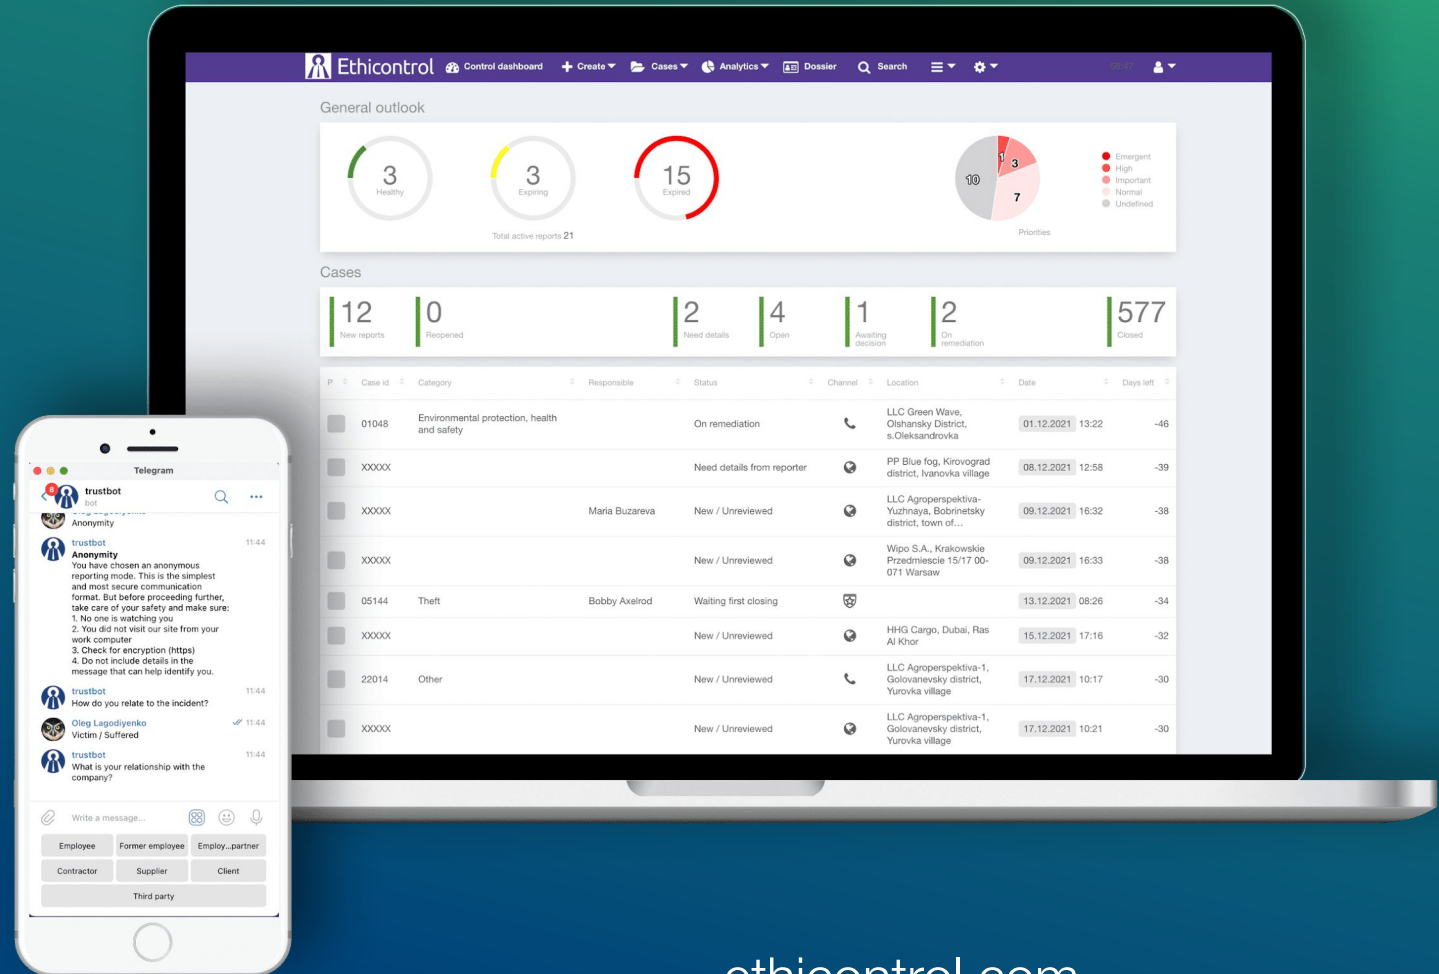 Ethicontrol
Control dashboard
Create
Cases
Analytics
Dossier
Search
58:47
General outlook
3
Healthy
3
Expiring
15
Expired
Total active reports 21
1
3
10
7
Priorities
Emergent
High
Important
Normal
Undefined
Cases
12
New reports
0
Reopened
2
Need details
4
Open
1
Awaiting
decision
2
On
remediation
577
Closed
P Case id Category Responsible Status Channel Location Date Days left
01048 Environmental protection, health
and safety
On remediation
LLC Green Wave,
Olshansky District,
s.Oleksandrovka
01.12.2021 13:22 -46
XXXXX Need details from reporter
PP Blue fog, Kirovograd
district, Ivanovka village
08.12.2021 12:58 -39
XXXXX Maria Buzareva New / Unreviewed
LLC Agroperspektiva-
Yuzhnaya, Bobrinetsky
district, town of...
09.12.2021 16:32 -38
XXXXX New / Unreviewed
Wipo S.A., Krakowskie
Przedmiescie 15/17 00-
071 Warsaw
09.12.2021 16:33 -38
05144 Theft Bobby Axelrod Waiting first closing 13.12.2021 08:26 -34
XXXXX New / Unreviewed
HHG Cargo, Dubai, Ras
Al Khor
15.12.2021 17:16 -32
22014 Other New / Unreviewed
LLC Agroperspektiva-1,
Golovanevsky district,
Yurovka village
17.12.2021 10:17 -30
XXXXX New / Unreviewed
LLC Agroperspektiva-1,
Golovanevsky district,
Yurovka village
17.12.2021 10:21 -30
Telegram
8
trustbot
bot
Oleg Lagodiyenko
Anonymity
trustbot 11:44
Anonymity
You have chosen an anonymous
reporting mode. This is the simplest
and most secure communication
format. But before proceeding further,
take care of your safety and make sure:
1. No one is watching you
2. You did not visit our site from your
work computer
3. Check for encryption (https)
4. Do not include details in the
message that can help identify you.
trustbot 11:44
How do you relate to the incident?
Oleg Lagodiyenko 11:44
Victim / Suffered
trustbot 11:44
What is your relationship with the
company?
Write a message...
Employee Former employee Employ...partner
Contractor Supplier Client
Third party
ethicontrol.com